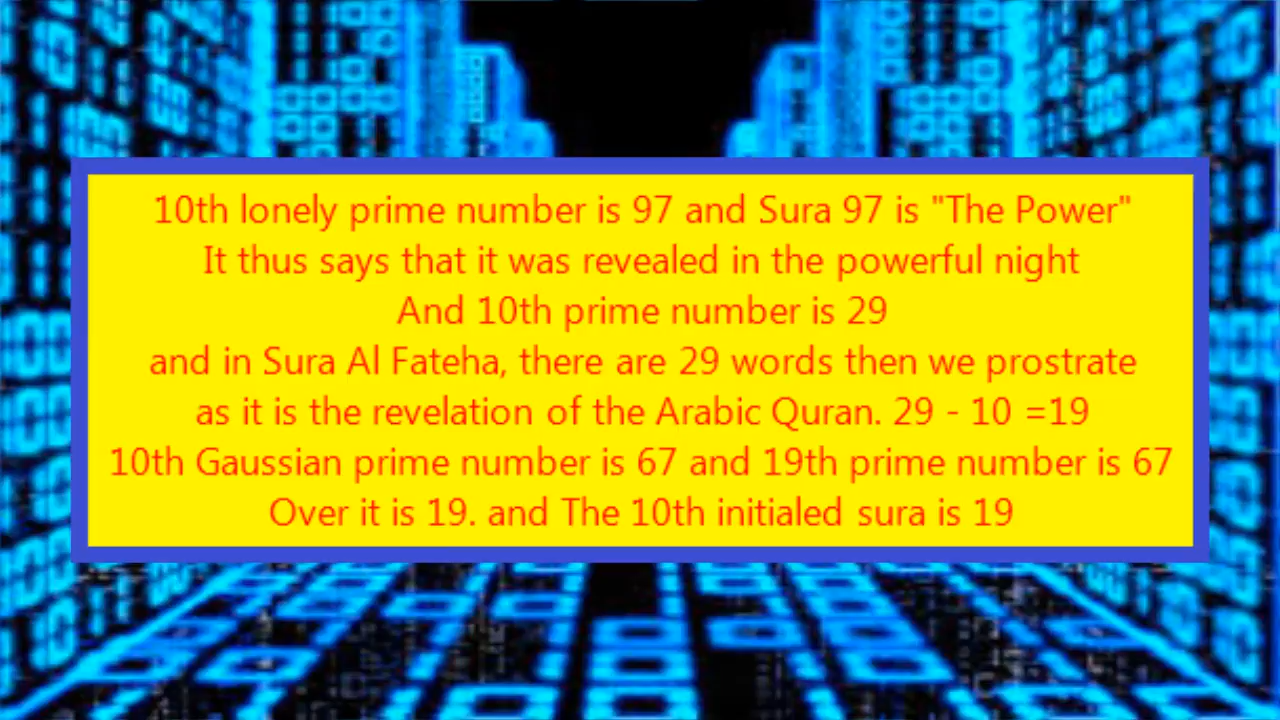 10th lonely prime number is 97 and Sura 97 is "The Power"
It thus says that it was revealed in the powerful night
And 10th prime number is 29
and in Sura Al Fateha, there are 29 words then we prostrate
as it is the revelation of the Arabic Quran. 29 - 10 =19
10th Gaussian prime number is 67 and 19th prime number is 67
Over it is 19. and The 10th initialed sura is 19